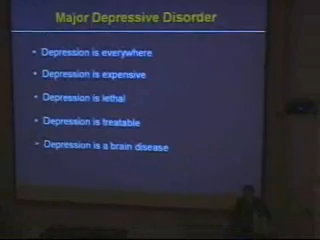 Major Depressive Disorder
• Depression is everywhere
• Depression is expensive
• Depression is lethal
• Depression is treatable
• Depression is a brain disease